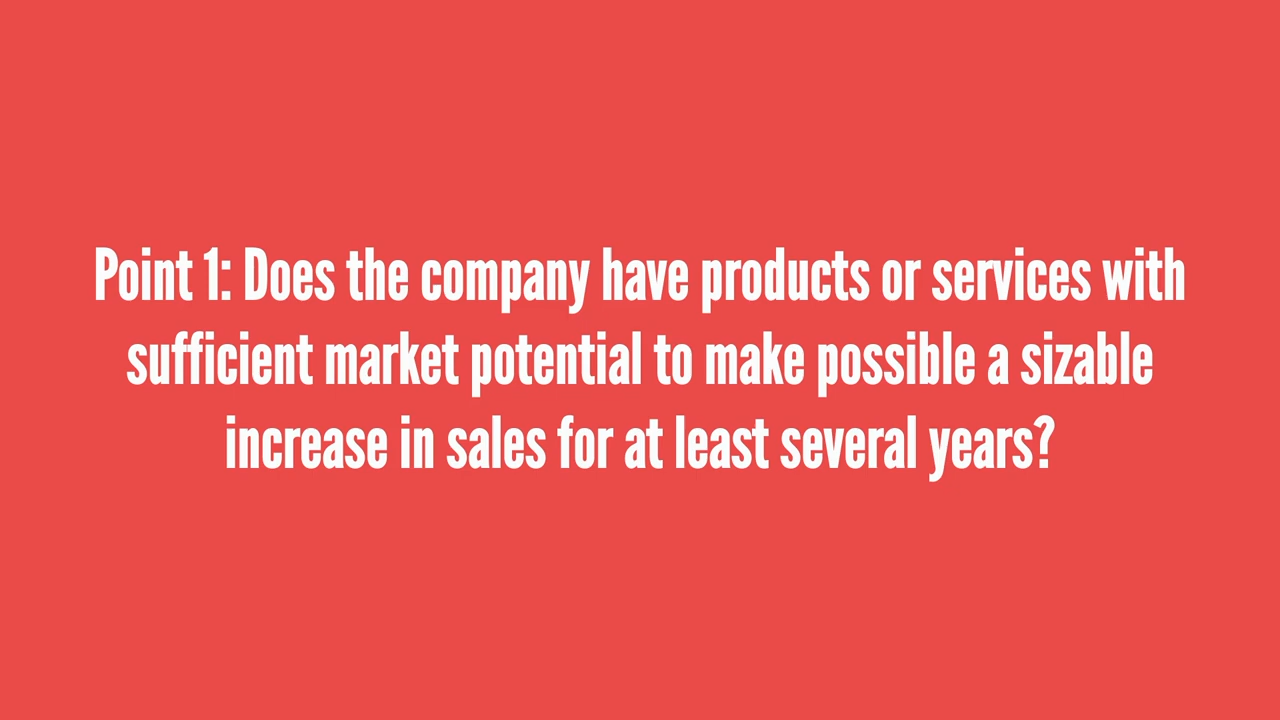 Point 1: Does the company have products or services with
sufficient market potential to make possible a sizable
increase in sales for at least several years?